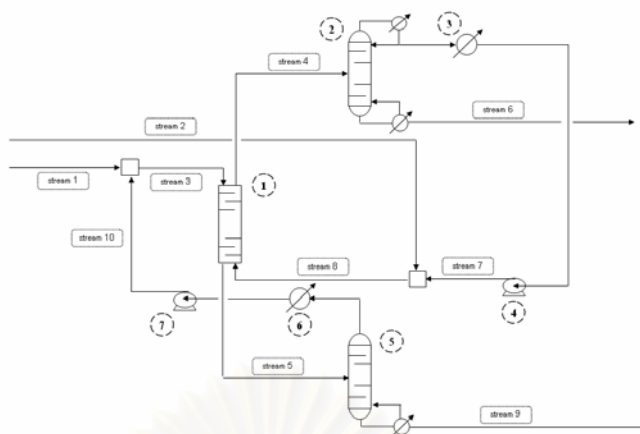 2
3
stream 4
stream 6
stream 2
stream 1
stream 3
1
stream 10
stream 8
stream 7
7
6
4
5
stream 5
stream 9